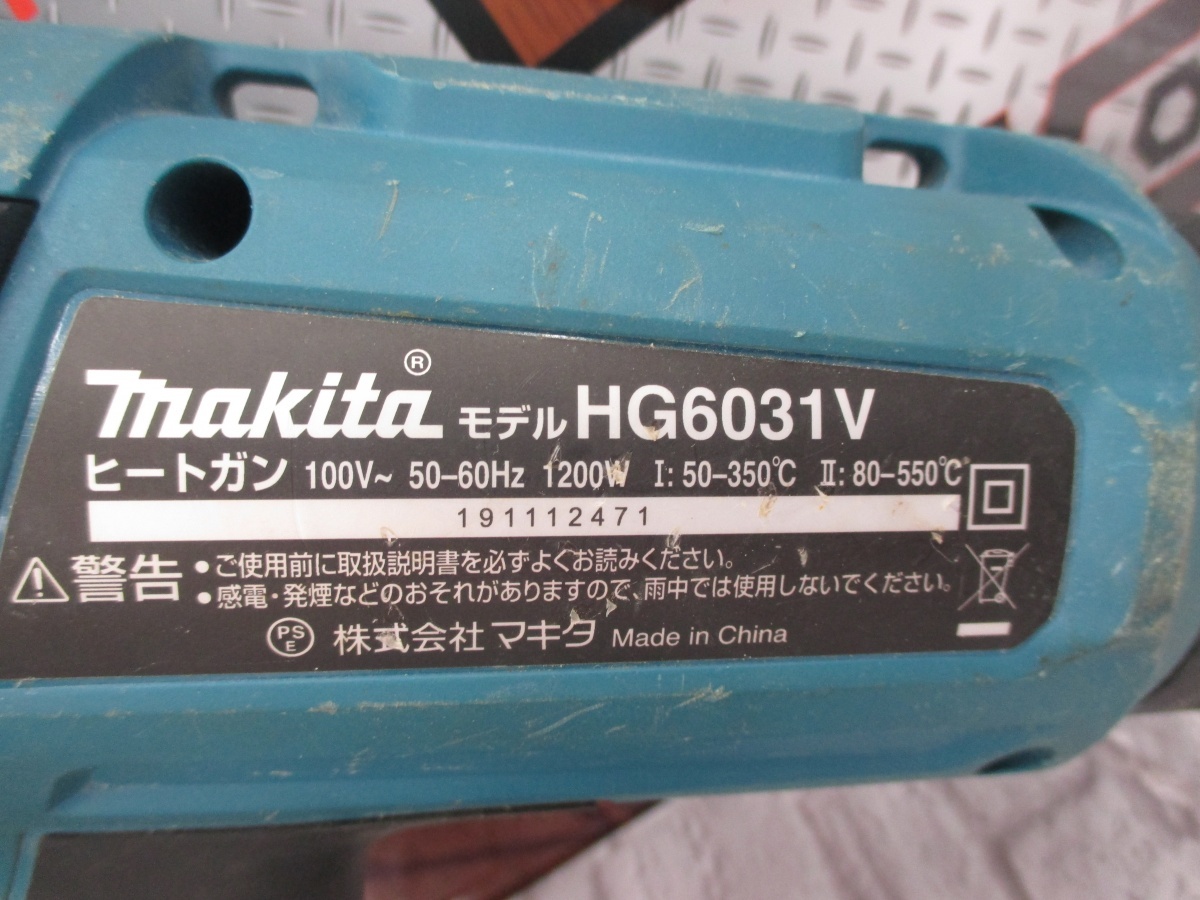 makita® モデル HG6031V
ヒートガン 100V~ 50-60Hz 1200W I: 50-350℃ II: 80-550℃
191112471
警告 • ご使用前に取扱説明書を必ずよくお読みください。
• 感電・発煙などのおそれがありますので、雨中では使用しないでください。
PSE 株式会社 マキタ Made in China